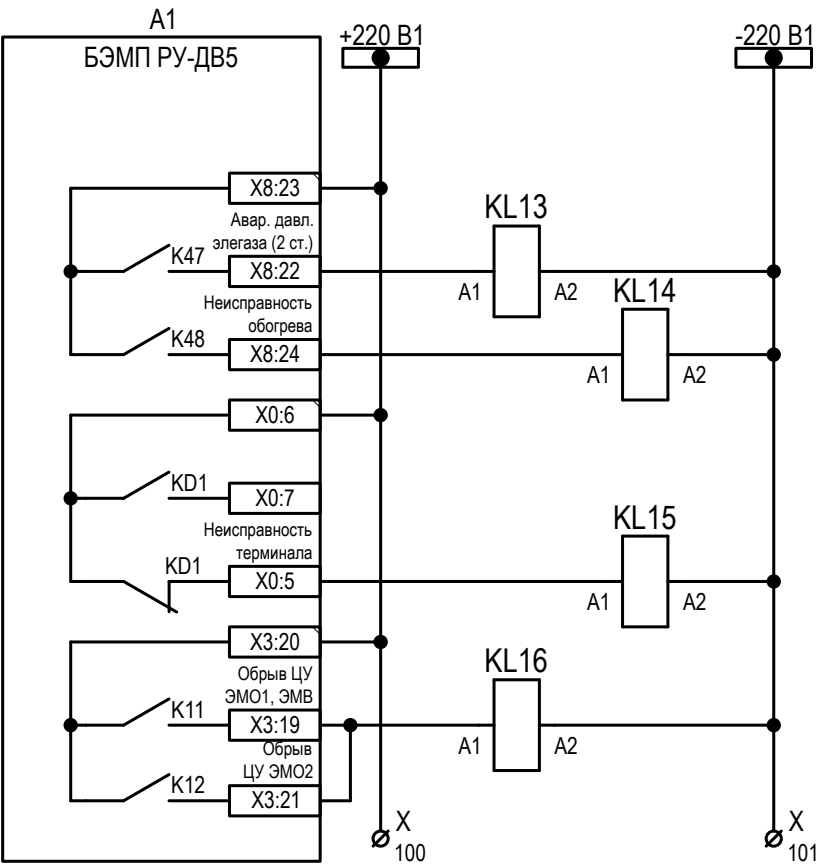 A1
БЭМП РУ-ДВ5
+220 В1
-220 В1
X8:23
Авар. давл.
элегаза (2 ст.)
K47
X8:22
KL13
A1
A2
Неисправность
обогрева
K48
X8:24
KL14
A1
A2
X0:6
KD1
X0:7
Неисправность
терминала
KD1
X0:5
KL15
A1
A2
X3:20
Обрыв ЦУ
ЭМО1, ЭМВ
K11
X3:19
KL16
A1
A2
Обрыв
ЦУ ЭМО2
K12
X3:21
X
100
X
101